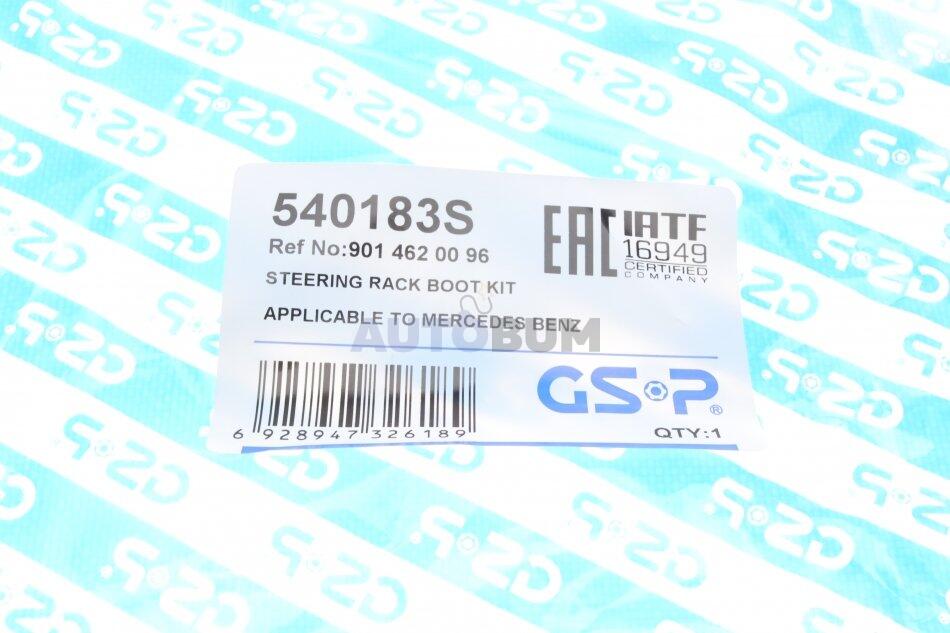 540183S
Ref No:901 462 00 96
STEERING RACK BOOT KIT
APPLICABLE TO MERCEDES BENZ
EAC
IATF
16949
CERTIFIED
COMPANY
AUTOBUM
6 928947 326189
GSP®
QTY:1